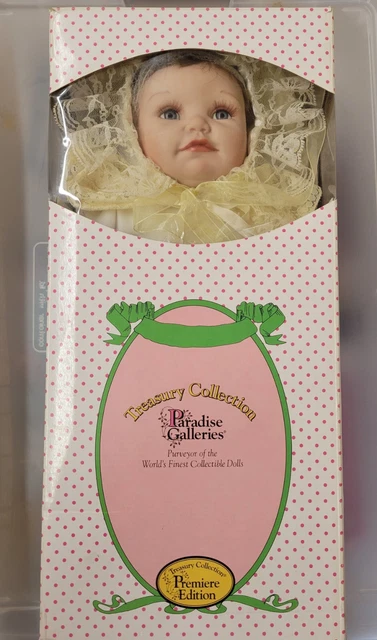 Treasury Collection
Paradise
Galleries®
Purveyor of the
World's Finest Collectible Dolls
Treasury Collection®
Premiere
Edition